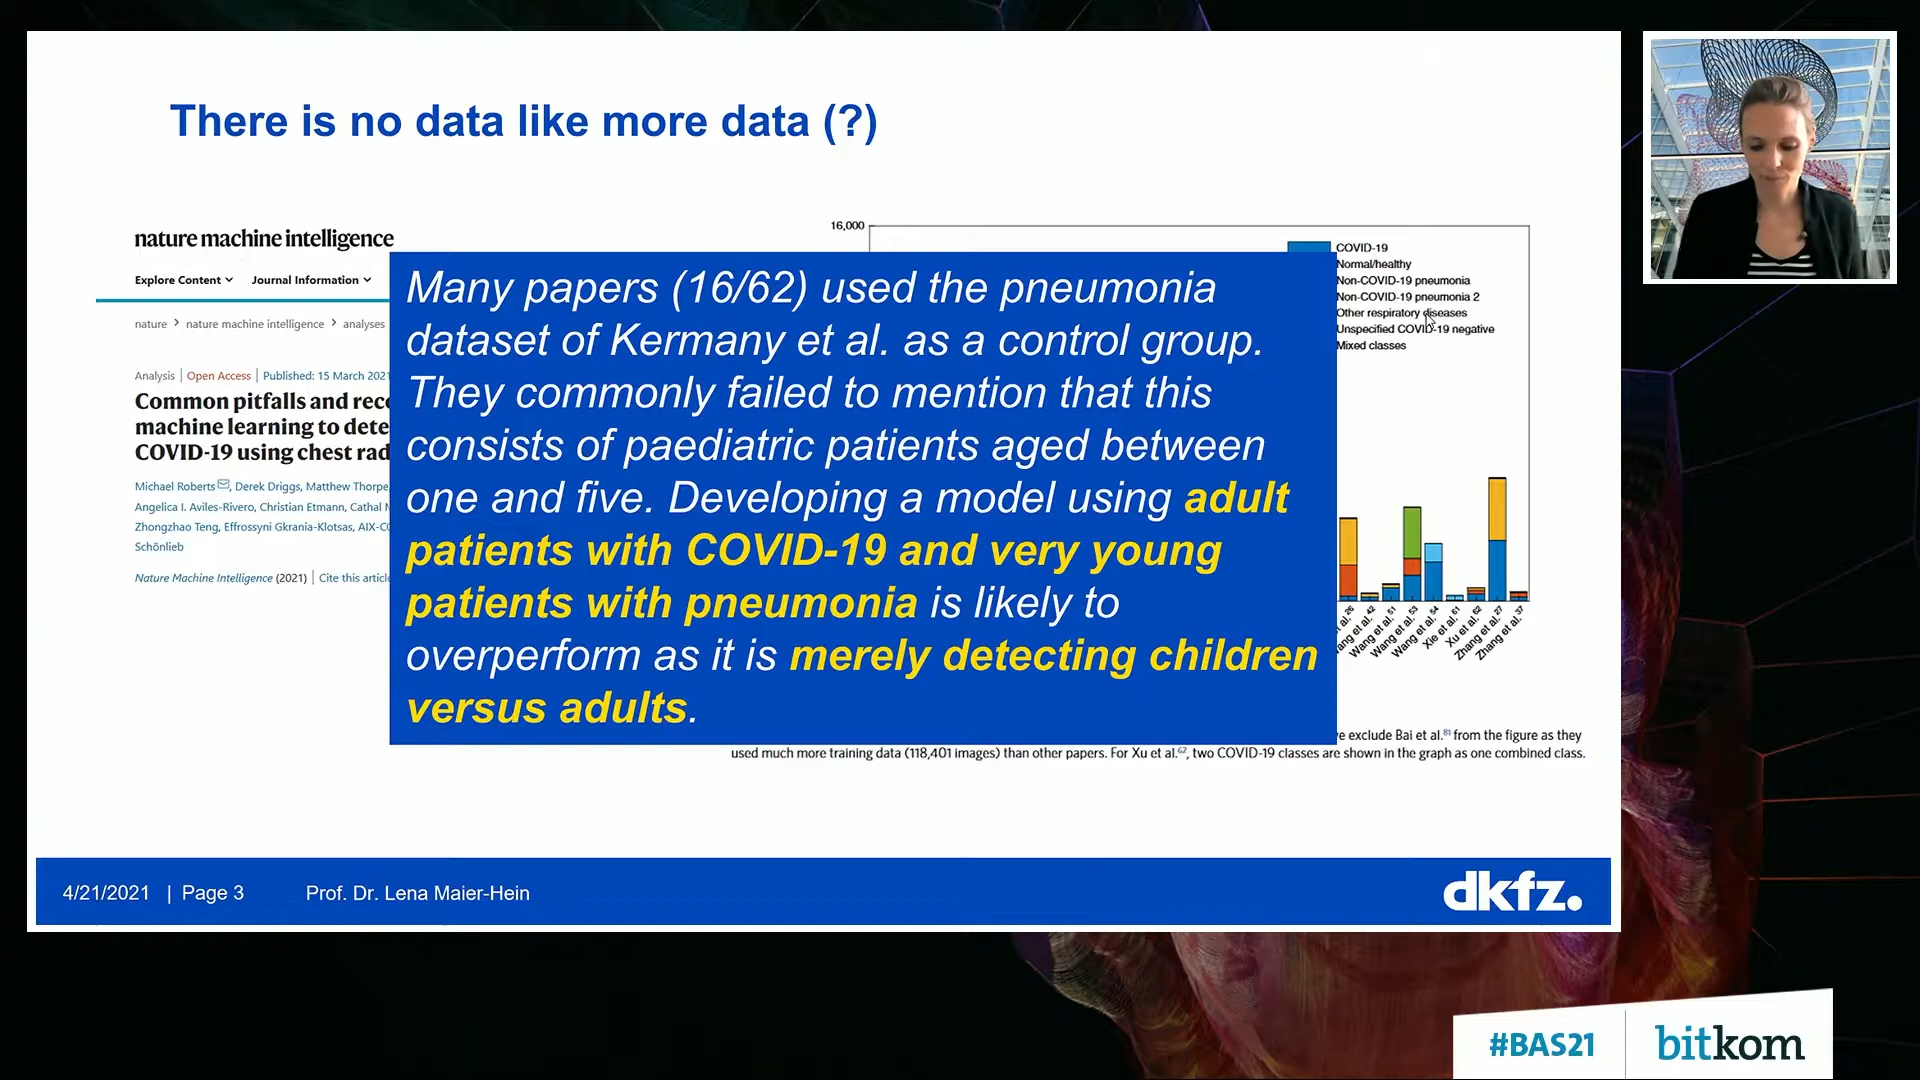 There is no data like more data (?)
nature machine intelligence
Explore Content
Journal Information
nature > nature machine intelligence > analyses
Analysis | Open Access | Published: 15 March 2021
Common pitfalls and
machine learning to
COVID-19 using chest
Michael Roberts, Derek Driggs, Matthew Thorpe,
Angelica I. Aviles-Rivero, Christian Etmann, Cathal
Zhongzhao Teng, Effrossyni Gkrania-Klotsas,
Schönlieb
Nature Machine Intelligence (2021) | Cite this article
Many papers (16/62) used the pneumonia
dataset of Kermany et al. as a control group.
They commonly failed to mention that this
consists of paediatric patients aged between
one and five. Developing a model using adult
patients with COVID-19 and very young
patients with pneumonia is likely to
overperform as it is merely detecting children
versus adults.
16,000
COVID-19
Normal/healthy
Non-COVID-19 pneumonia
Non-COVID-19 pneumonia 2
Other respiratory diseases
Unspecified COVID-19 negative
Mixed classes
Wang et al.51
Wang et al.53
Wang et al.54
Xie et al.61
Xu et al.62
Zhang et al.27
Zhang et al.37
exclude Bai et al.81 from the figure as they
used much more training data (118,401 images) than other papers. For Xu et al.62, two COVID-19 classes are shown in the graph as one combined class.
4/21/2021 | Page 3 Prof. Dr. Lena Maier-Hein
dkfz.
#BAS21
bitkom